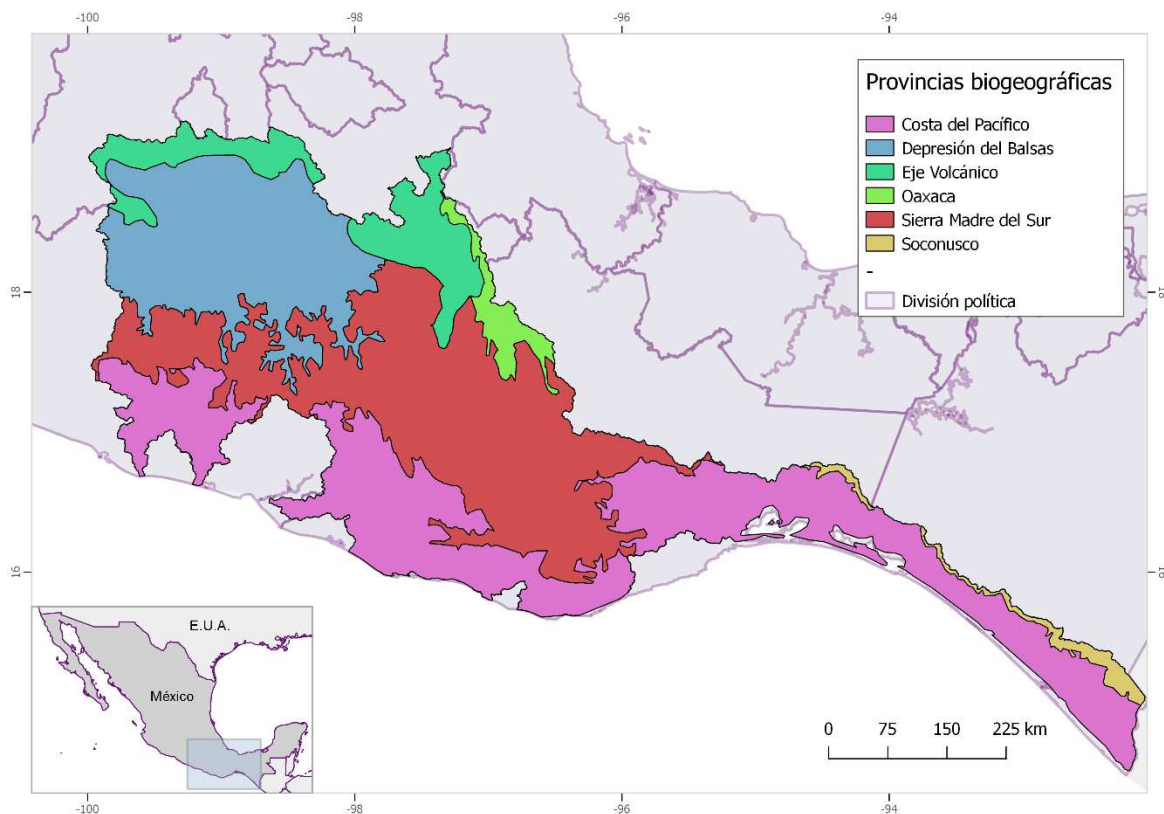 -100
-98
-96
-94
Provincias biogeográficas
Costa del Pacífico
Depresión del Balsas
Eje Volcánico
Oaxaca
Sierra Madre del Sur
Soconusco
-
División política
18
16
E.U.A.
México
0 75 150 225 km
-100
-98
-96
-94